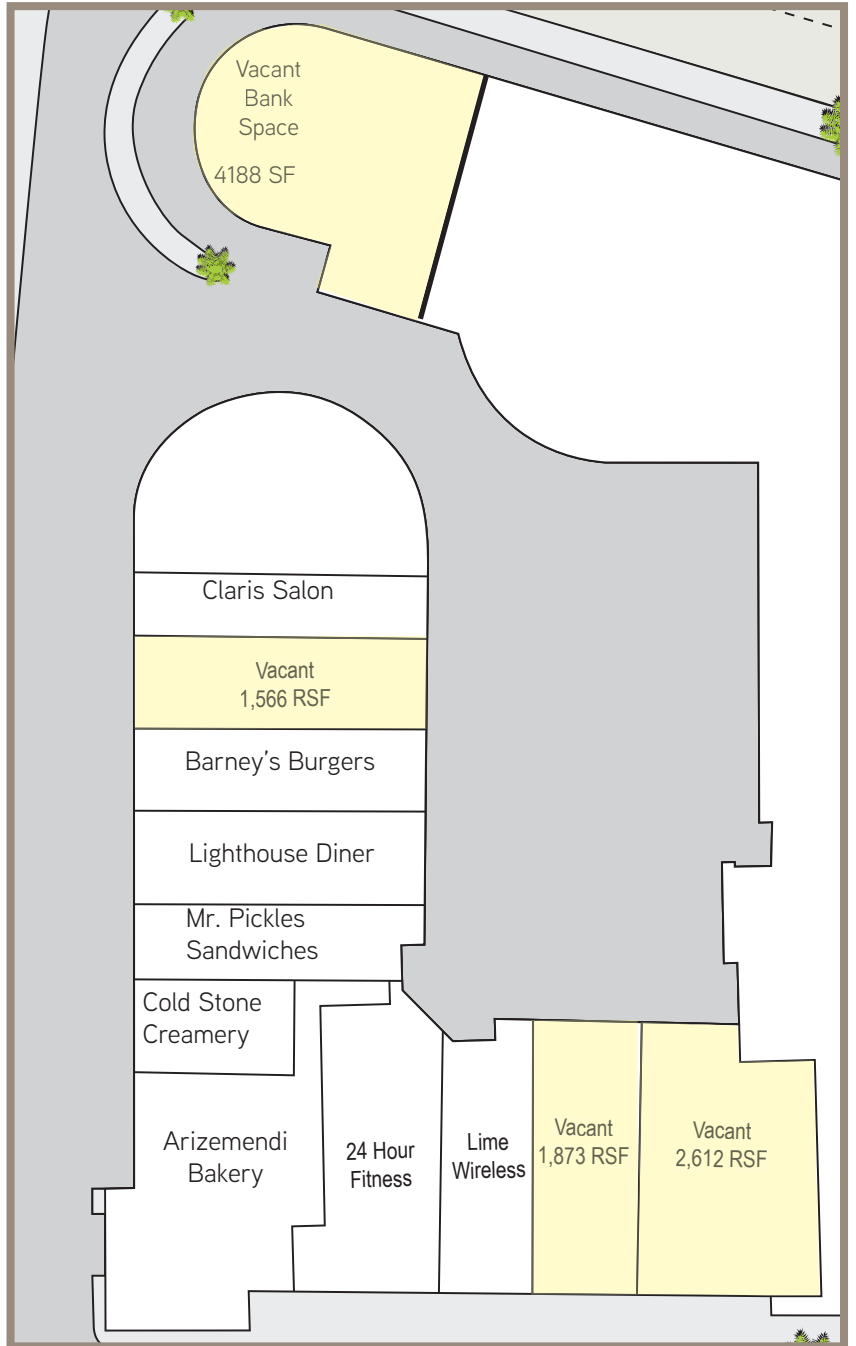 Vacant
Bank
Space
4188 SF
Claris Salon
Vacant
1,566 RSF
Barney's Burgers
Lighthouse Diner
Mr. Pickles
Sandwiches
Cold Stone
Creamery
Arizemendi
Bakery
24 Hour
Fitness
Lime
Wireless
Vacant
1,873 RSF
Vacant
2,612 RSF